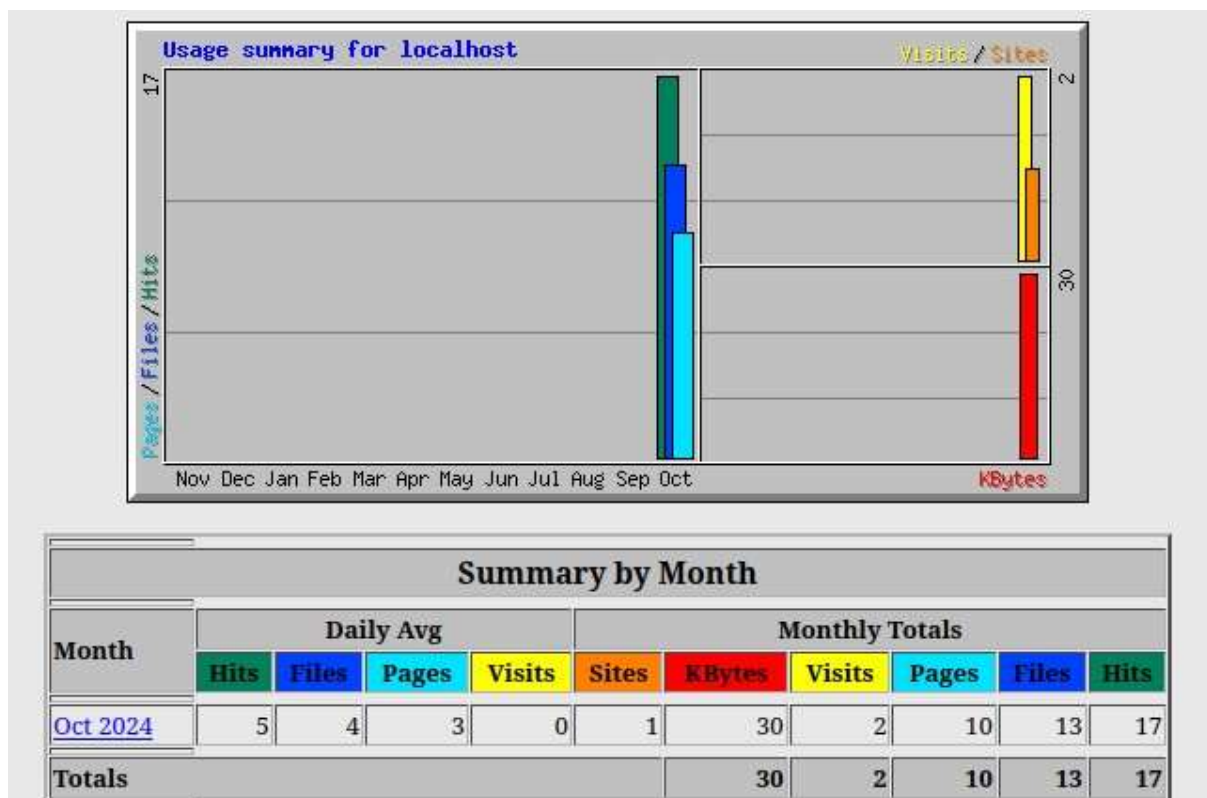 Usage summary for localhost
Visits / Sites
17
2
Pages / Files / Hits
30
Nov Dec Jan Feb Mar Apr May Jun Jul Aug Sep Oct
KBytes
Summary by Month
Month
Daily Avg
Monthly Totals
Hits Files Pages Visits Sites KBytes Visits Pages Files Hits
Oct 2024 5 4 3 0 1 30 2 10 13 17
Totals 30 2 10 13 17